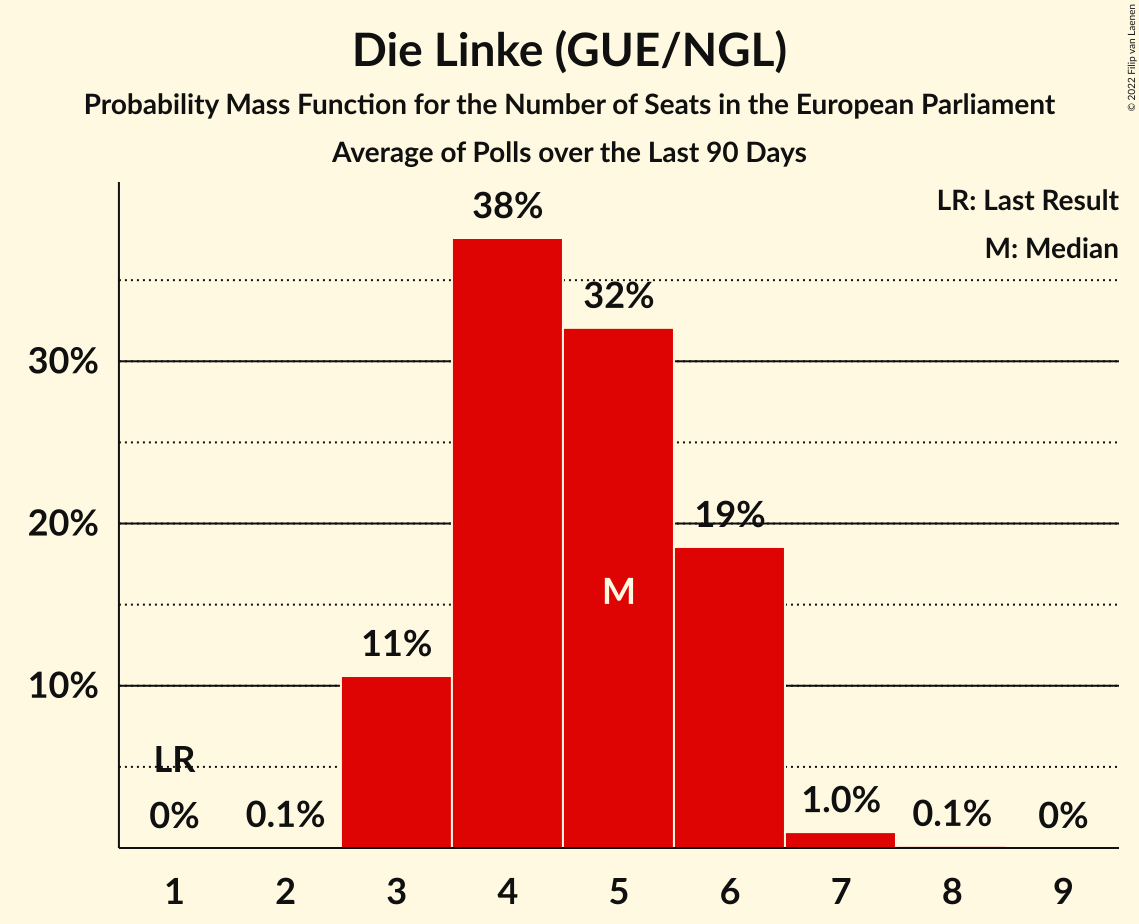 Die Linke (GUE/NGL)
Probability Mass Function for the Number of Seats in the European Parliament
Average of Polls over the Last 90 Days
© 2022 Filip van Laenen
LR: Last Result
M: Median
38%
32%
30%
20%
19%
M
11%
10%
LR
0%
0.1%
1.0%
0.1%
0%
1 2 3 4 5 6 7 8 9